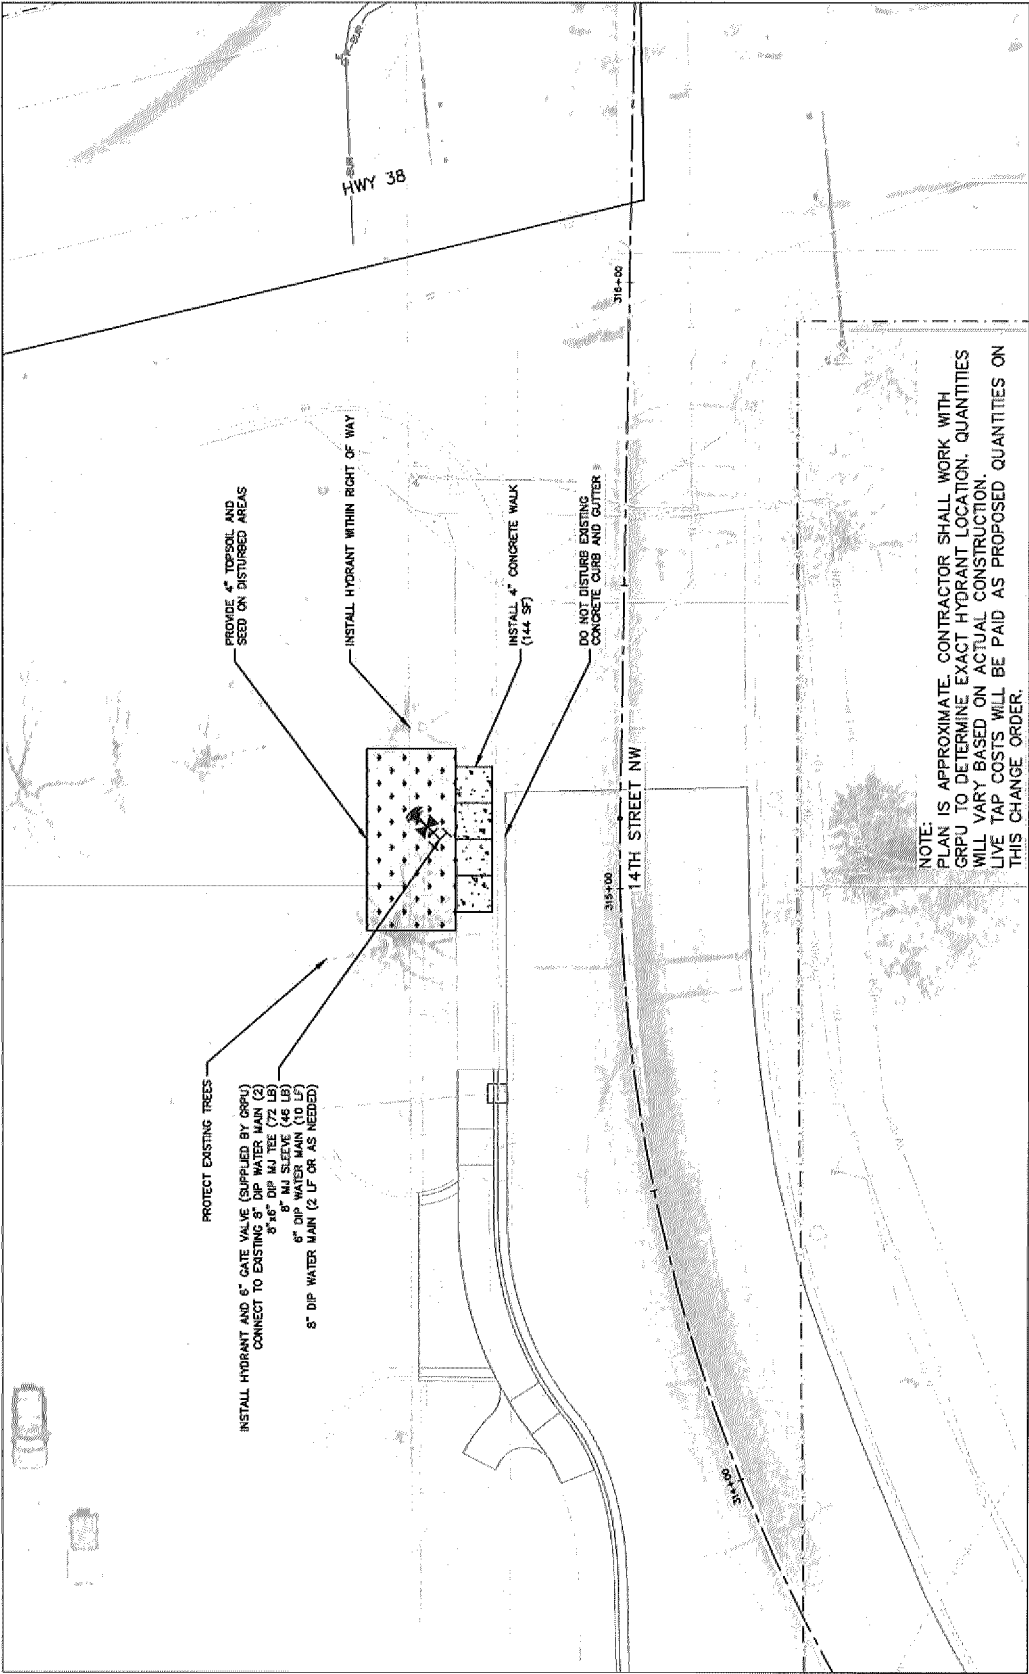 HWY 38
PROVIDE 4" TOPSOIL AND
SEED ON DISTURBED AREAS
INSTALL HYDRANT WITHIN RIGHT OF WAY
INSTALL 4" CONCRETE WALK
(144 SF)
DO NOT DISTURB EXISTING
CONCRETE CURB AND GUTTER
PROTECT EXISTING TREES
INSTALL HYDRANT AND 6" GATE VALVE (SUPPLIED BY GRPU)
CONNECT TO EXISTING 8" DIP WATER MAIN (2)
8"x6" DIP MJ TEE (72 LB)
8" MJ SLEEVE (46 LB)
6" DIP WATER MAIN (10 LF)
8" DIP WATER MAIN (2 LF OR AS NEEDED)
314+00
315+00
316+00
14TH STREET NW
NOTE:
PLAN IS APPROXIMATE. CONTRACTOR SHALL WORK WITH
GRPU TO DETERMINE EXACT HYDRANT LOCATION. QUANTITIES
WILL VARY BASED ON ACTUAL CONSTRUCTION.
LIVE TAP COSTS WILL BE PAID AS PROPOSED QUANTITIES ON
THIS CHANGE ORDER.